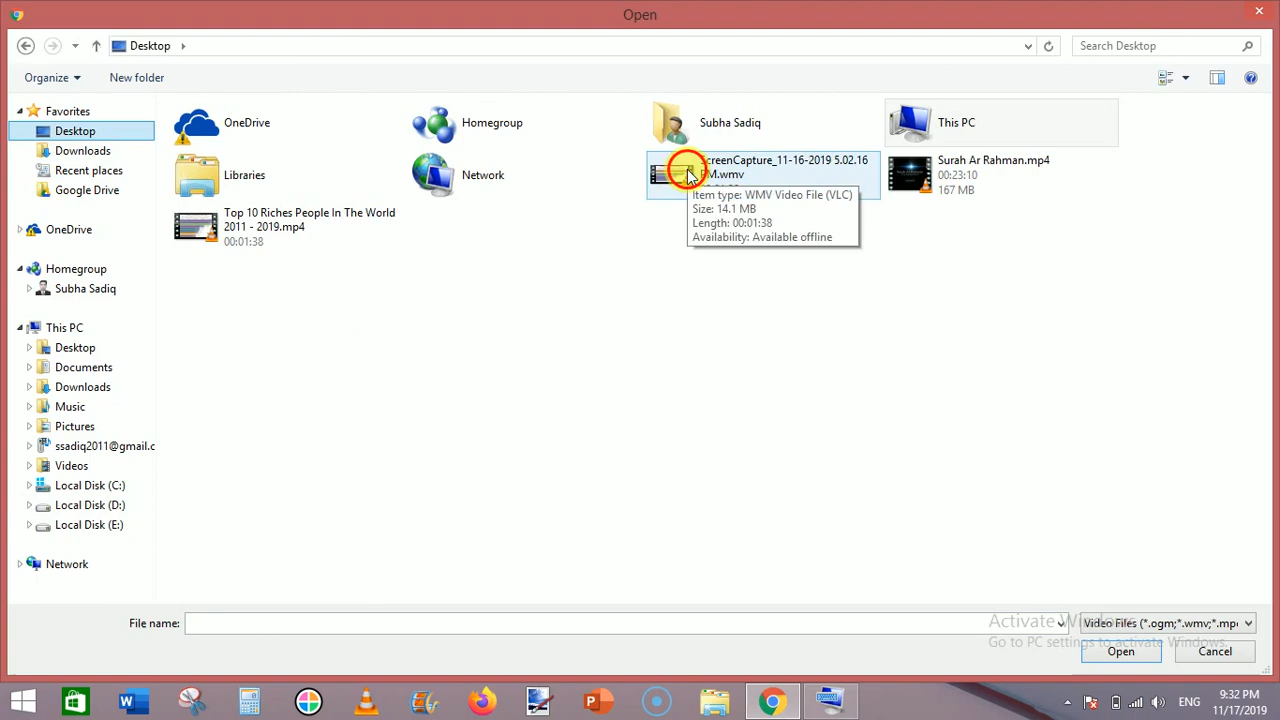 Open
Desktop
Search Desktop
Organize
New folder
Favorites
Desktop
Downloads
Recent places
Google Drive
OneDrive
Homegroup
Subha Sadiq
This PC
Desktop
Documents
Downloads
Music
Pictures
ssadiq2011@gmail.c
Videos
Local Disk (C:)
Local Disk (D:)
Local Disk (E:)
Network
OneDrive
Homegroup
Subha Sadiq
This PC
Libraries
Network
ScreenCapture_11-16-2019 5.02.16
PM.wmv
Surah Ar Rahman.mp4
00:23:10
167 MB
Top 10 Riches People In The World
2011 - 2019.mp4
00:01:38
Item type: WMV Video File (VLC)
Size: 14.1 MB
Length: 00:01:38
Availability: Available offline
File name:
Video Files (*.ogm;*.wmv;*.mp
Activate Windows
Go to PC settings to activate Windows.
Open
Cancel
ENG
9:32 PM
11/17/2019